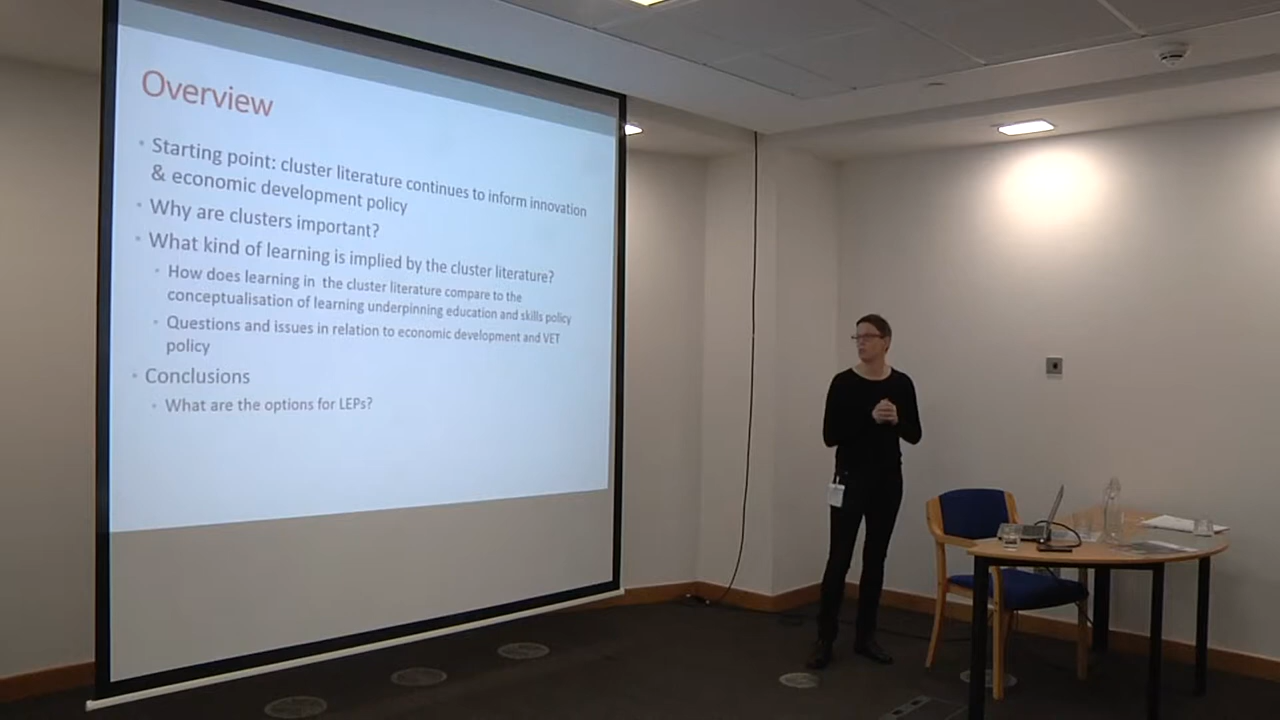 Overview
• Starting point: cluster literature continues to inform innovation
& economic development policy
• Why are clusters important?
• What kind of learning is implied by the cluster literature?
• How does learning in the cluster literature compare to the
conceptualisation of learning underpinning education and skills policy
• Questions and issues in relation to economic development and VET
policy
• Conclusions
• What are the options for LEPs?